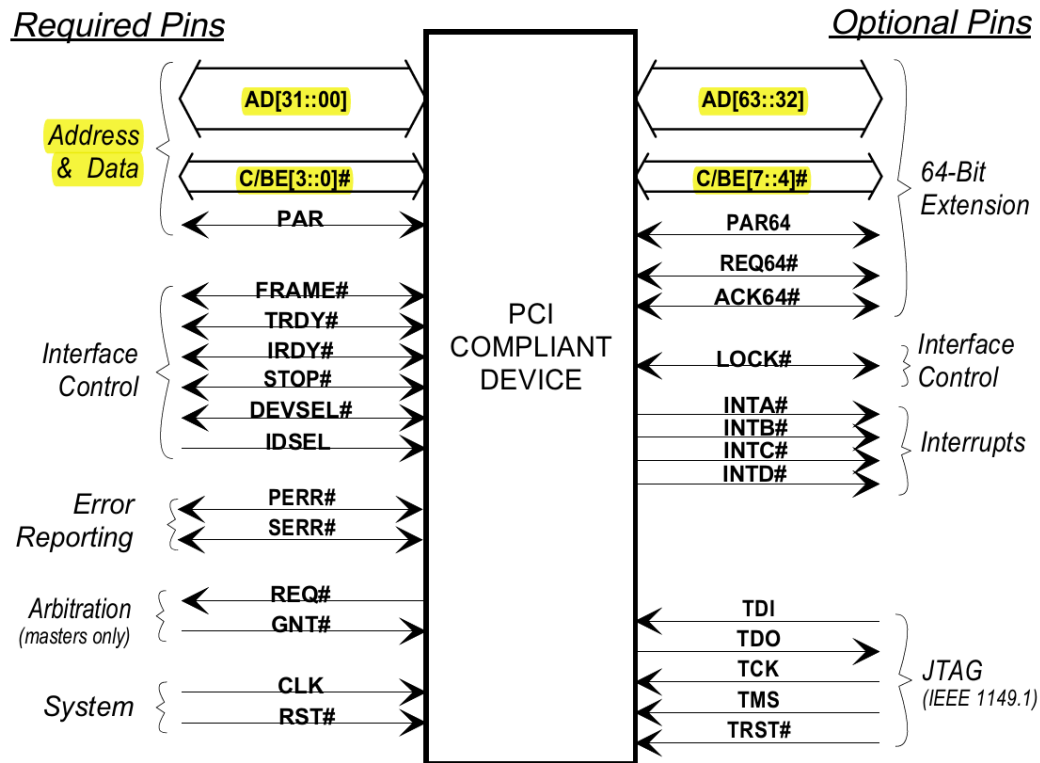 Required Pins
Optional Pins
Address
& Data
AD[31::00]
C/BE[3::0]#
PAR
Interface
Control
FRAME#
TRDY#
IRDY#
STOP#
DEVSEL#
IDSEL
Error
Reporting
PERR#
SERR#
Arbitration
(masters only)
REQ#
GNT#
System
CLK
RST#
PCI
COMPLIANT
DEVICE
AD[63::32]
C/BE[7::4]#
PAR64
REQ64#
ACK64#
64-Bit
Extension
LOCK#
Interface
Control
INTA#
INTB#
INTC#
INTD#
Interrupts
TDI
TDO
TCK
TMS
TRST#
JTAG
(IEEE 1149.1)